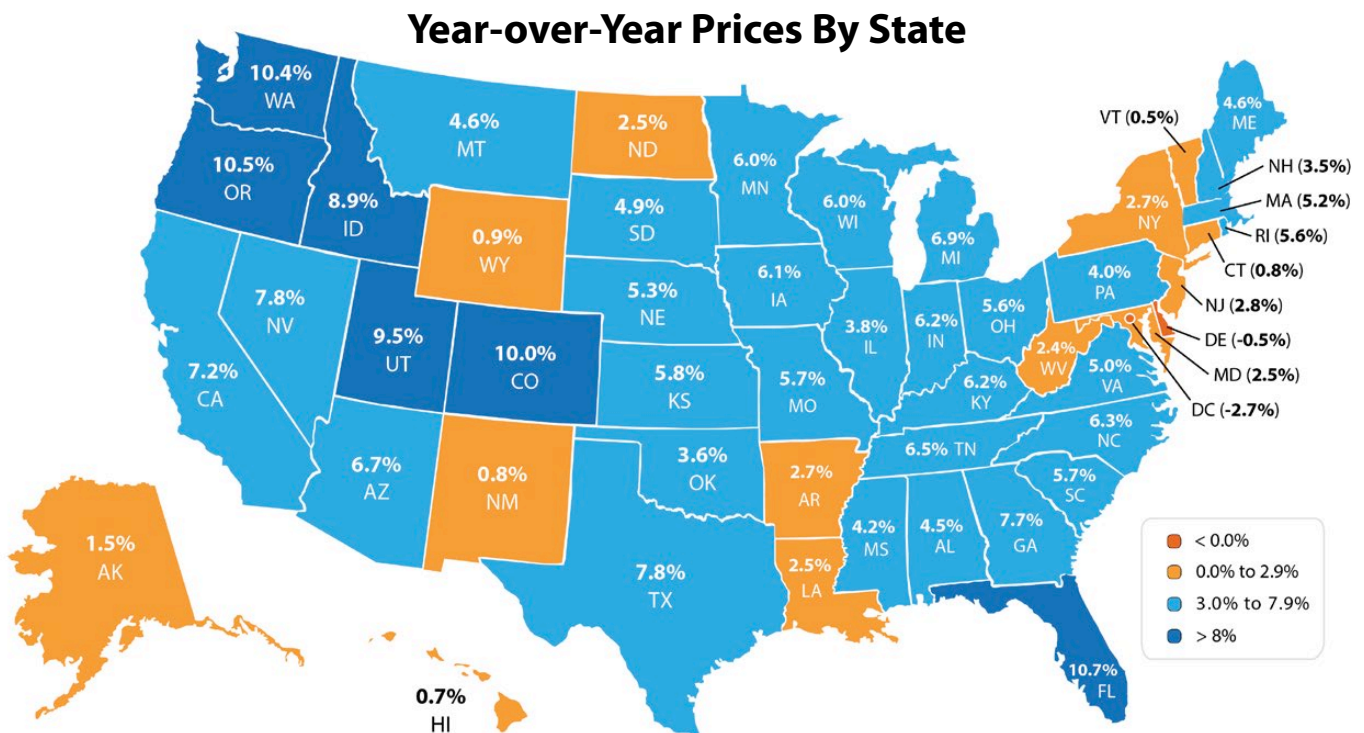 Year-over-Year Prices By State
10.4%
WA
4.6%
MT
2.5%
ND
6.0%
MN
VT (0.5%)
4.6%
ME
10.5%
OR
8.9%
ID
4.9%
SD
6.0%
WI
6.9%
MI
2.7%
NY
NH (3.5%)
MA (5.2%)
RI (5.6%)
CT (0.8%)
0.9%
WY
5.3%
NE
6.1%
IA
4.0%
PA
NJ (2.8%)
7.8%
NV
9.5%
UT
10.0%
CO
3.8%
IL
6.2%
IN
5.6%
OH
DE (-0.5%)
2.4%
WV
5.0%
VA
MD (2.5%)
DC (-2.7%)
7.2%
CA
5.8%
KS
5.7%
MO
6.2%
KY
6.3%
NC
6.5% TN
6.7%
AZ
0.8%
NM
3.6%
OK
2.7%
AR
5.7%
SC
4.2%
MS
4.5%
AL
7.7%
GA
1.5%
AK
7.8%
TX
2.5%
LA
< 0.0%
0.0% to 2.9%
3.0% to 7.9%
> 8%
10.7%
FL
0.7%
HI